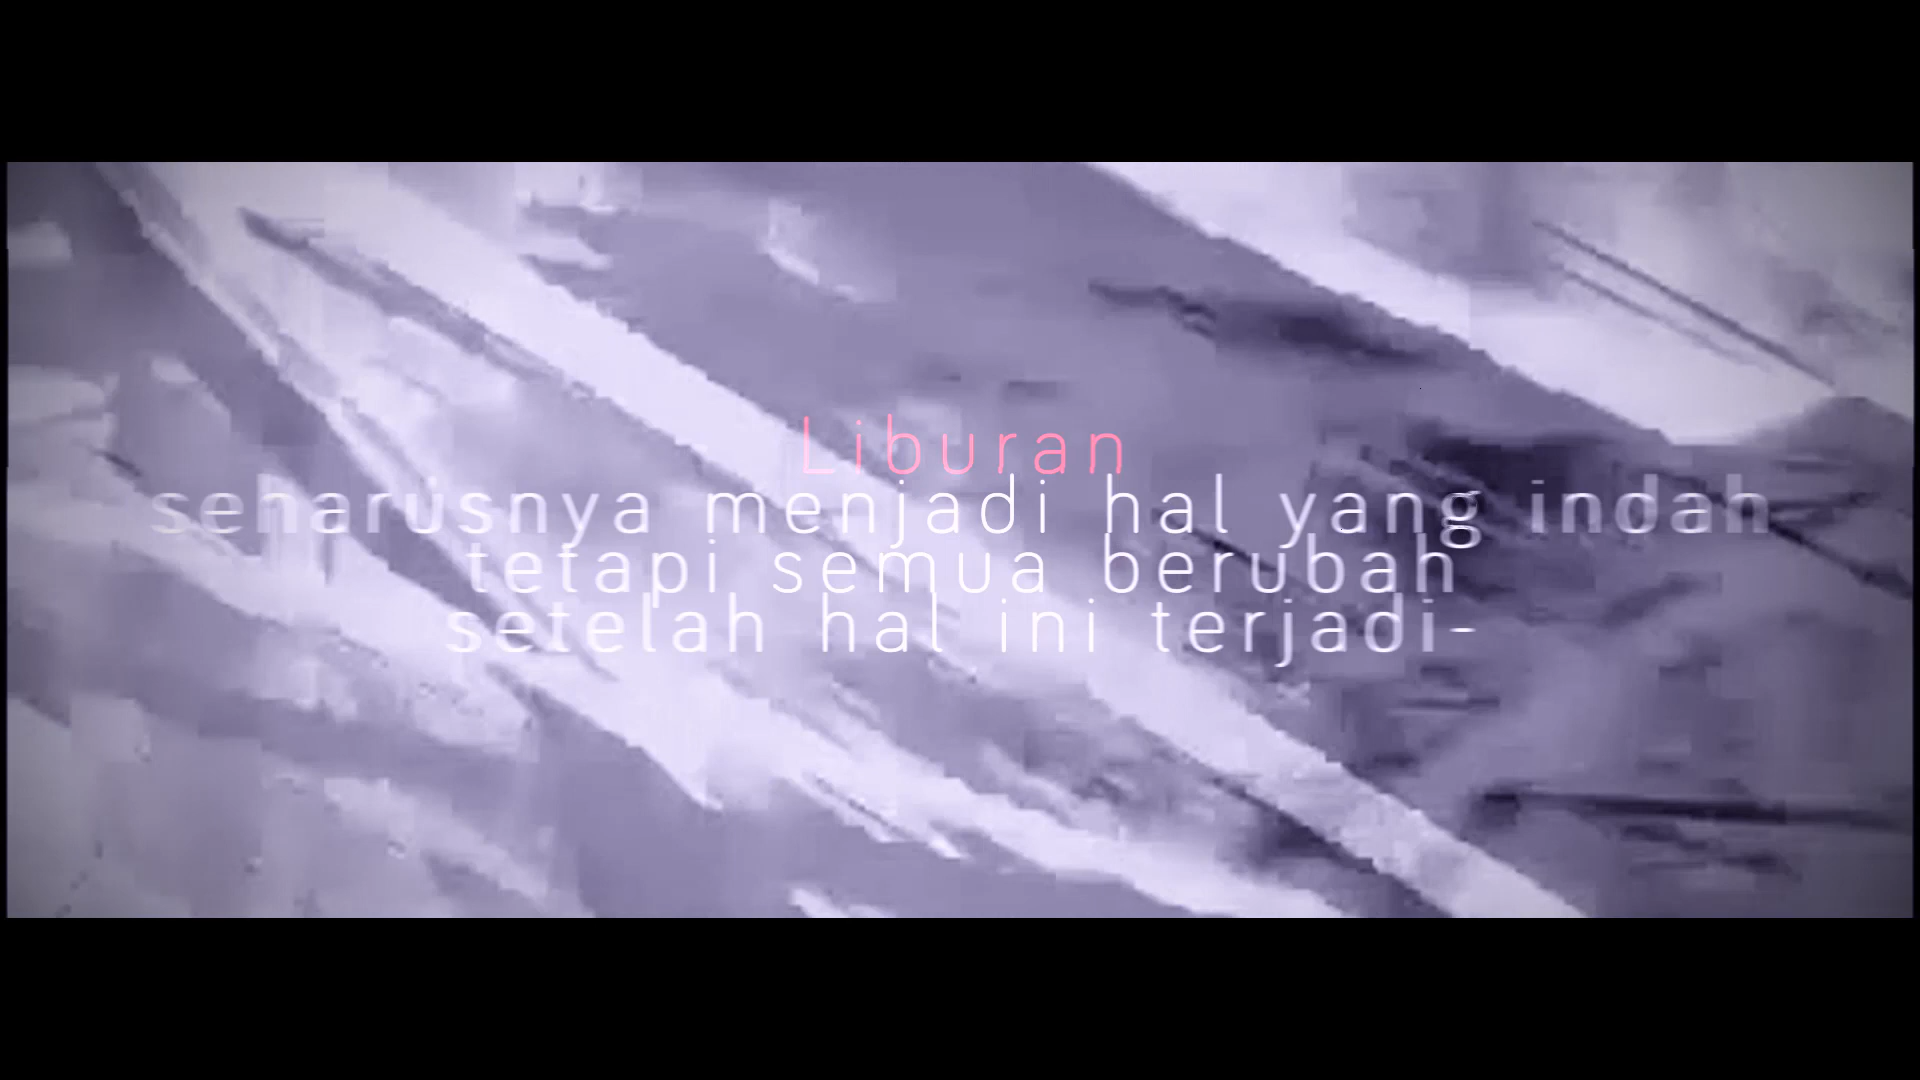 Liburan
seharusnya menjadi hal yang indah
tetapi semua berubah
setelah hal ini terjadi-